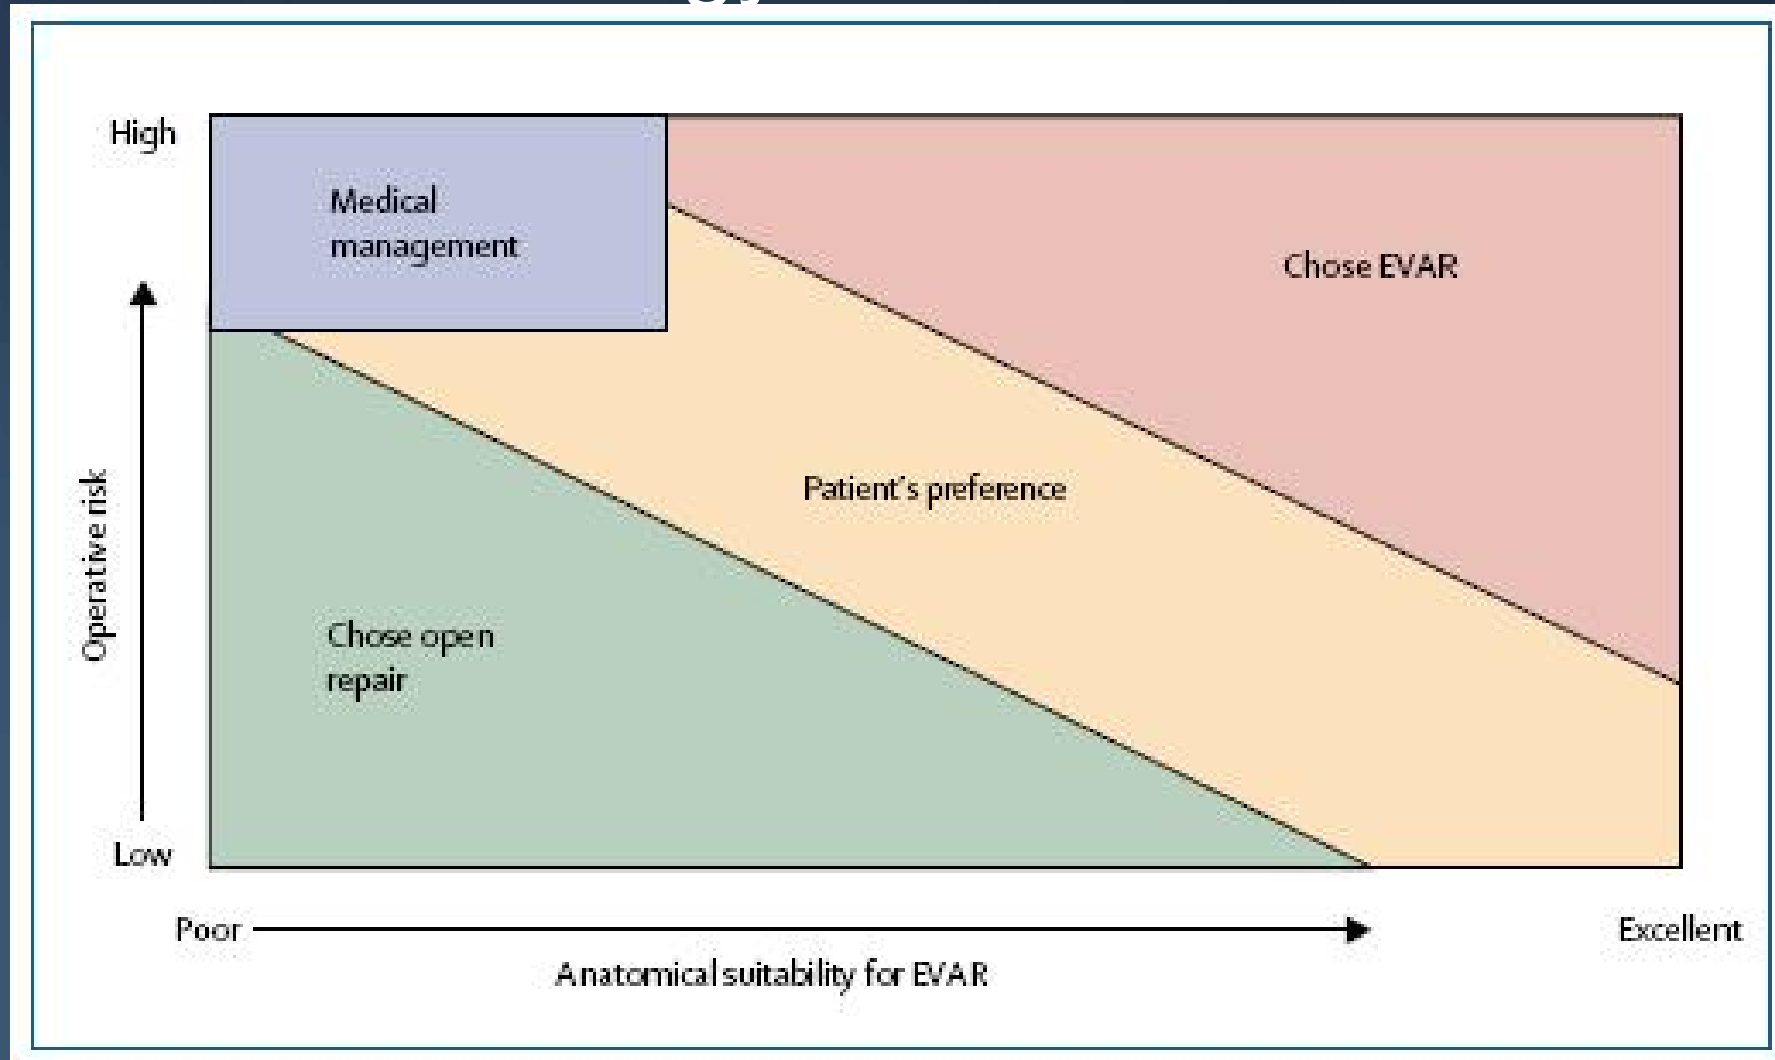 High
Medical
management
Chose EVAR
Patient's preference
Operative risk
Chose open
repair
Low
Poor
Excellent
Anatomical suitability for EVAR